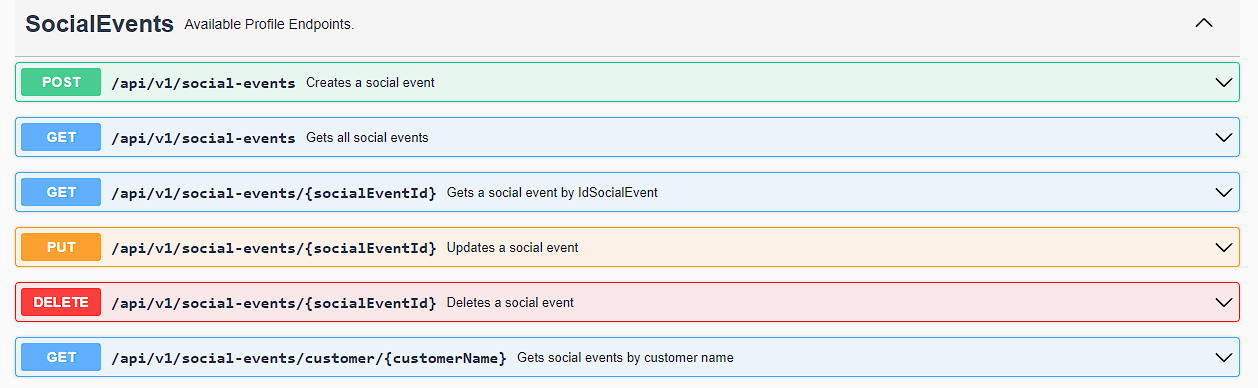 SocialEvents Available Profile Endpoints.
POST /api/v1/social-events Creates a social event
GET /api/v1/social-events Gets all social events
GET /api/v1/social-events/{socialEventId} Gets a social event by IdSocialEvent
PUT /api/v1/social-events/{socialEventId} Updates a social event
DELETE /api/v1/social-events/{socialEventId} Deletes a social event
GET /api/v1/social-events/customer/{customerName} Gets social events by customer name